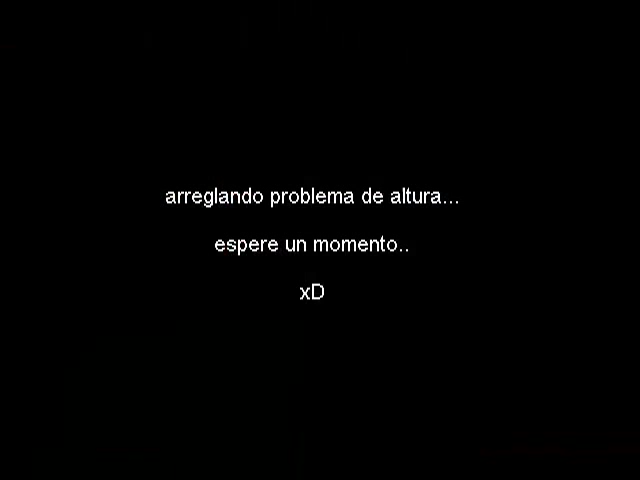 arreglando problema de altura...
espere un momento..
xD